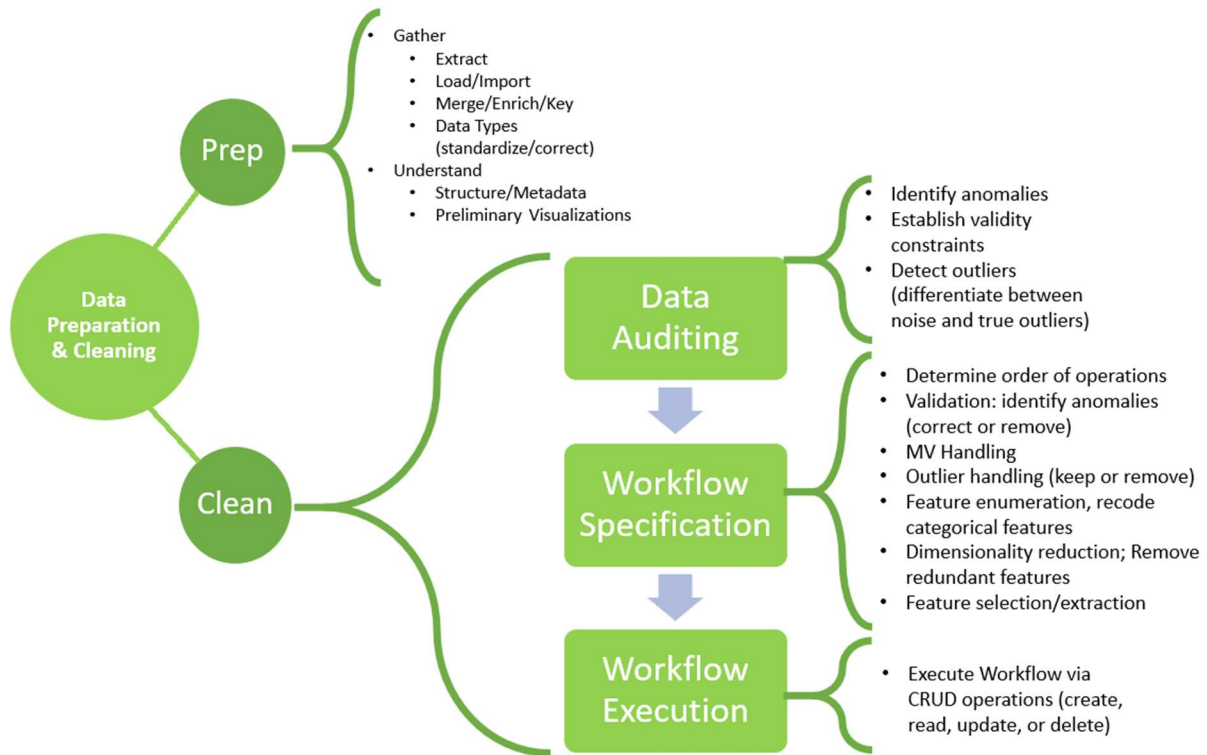 Data
Preparation
& Cleaning
Prep
• Gather
• Extract
• Load/Import
• Merge/Enrich/Key
• Data Types
(standardize/correct)
• Understand
• Structure/Metadata
• Preliminary Visualizations
Clean
Data
Auditing
• Identify anomalies
• Establish validity
constraints
• Detect outliers
(differentiate between
noise and true outliers)
Workflow
Specification
• Determine order of operations
• Validation: identify anomalies
(correct or remove)
• MV Handling
• Outlier handling (keep or remove)
• Feature enumeration, recode
categorical features
• Dimensionality reduction; Remove
redundant features
• Feature selection/extraction
Workflow
Execution
• Execute Workflow via
CRUD operations (create,
read, update, or delete)